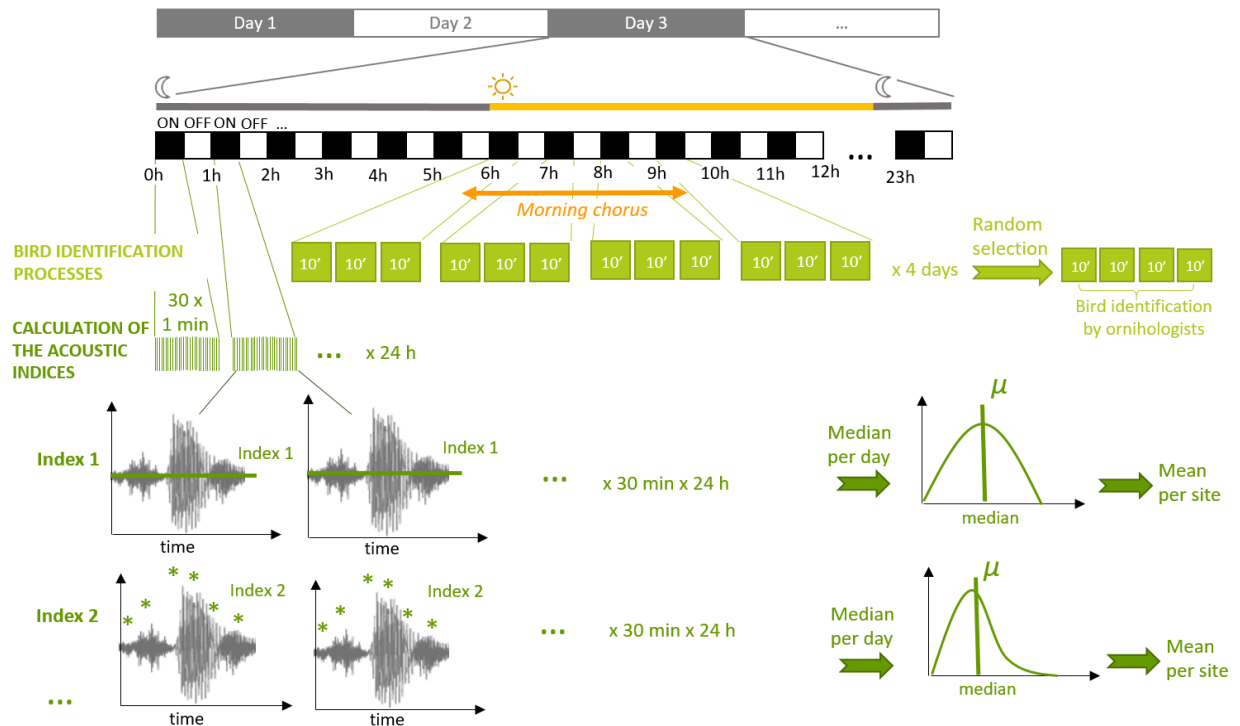 Day 1 Day 2 Day 3 ...
ON OFF ON OFF ...
...
0h 1h 2h 3h 4h 5h 6h 7h 8h 9h 10h 11h 12h 23h
Morning chorus
BIRD IDENTIFICATION
PROCESSES
10’ 10’ 10’ 10’ 10’ 10’ 10’ 10’ 10’ 10’ 10’ 10’
x 4 days
Random
selection
10’ 10’ 10’ 10’
Bird identification
by ornihologists
30 x
1 min
CALCULATION OF
THE ACOUSTIC
INDICES
... x 24 h
Index 1
Index 1
time
Index 1
time
... x 30 min x 24 h
Median
per day
μ
median
Mean
per site
Index 2
* * * * * *
Index 2
time
* * * * * *
Index 2
time
... x 30 min x 24 h
Median
per day
μ
median
Mean
per site
...